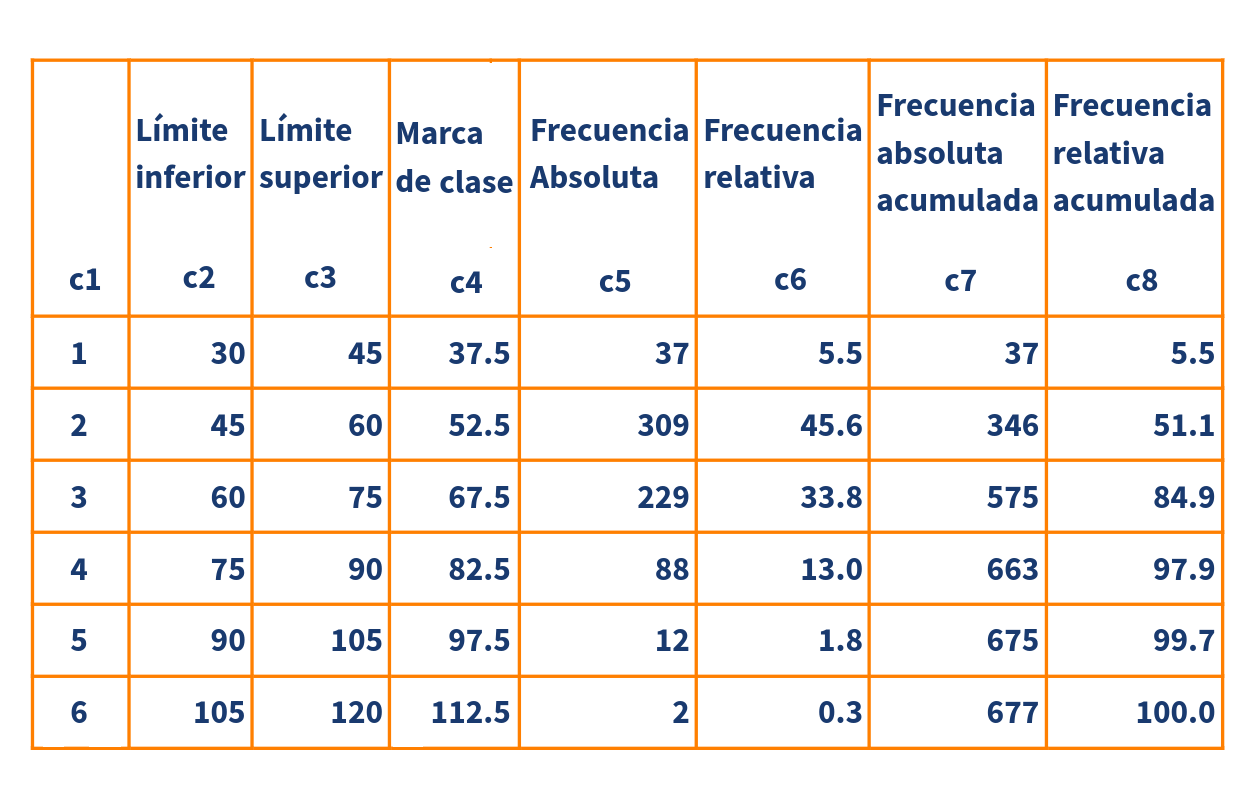 c1 Límite inferior c2 Límite superior c3 Marca de clase c4 Frecuencia Absoluta c5 Frecuencia relativa c6 Frecuencia absoluta acumulada c7 Frecuencia relativa acumulada c8
1 30 45 37.5 37 5.5 37 5.5
2 45 60 52.5 309 45.6 346 51.1
3 60 75 67.5 229 33.8 575 84.9
4 75 90 82.5 88 13.0 663 97.9
5 90 105 97.5 12 1.8 675 99.7
6 105 120 112.5 2 0.3 677 100.0